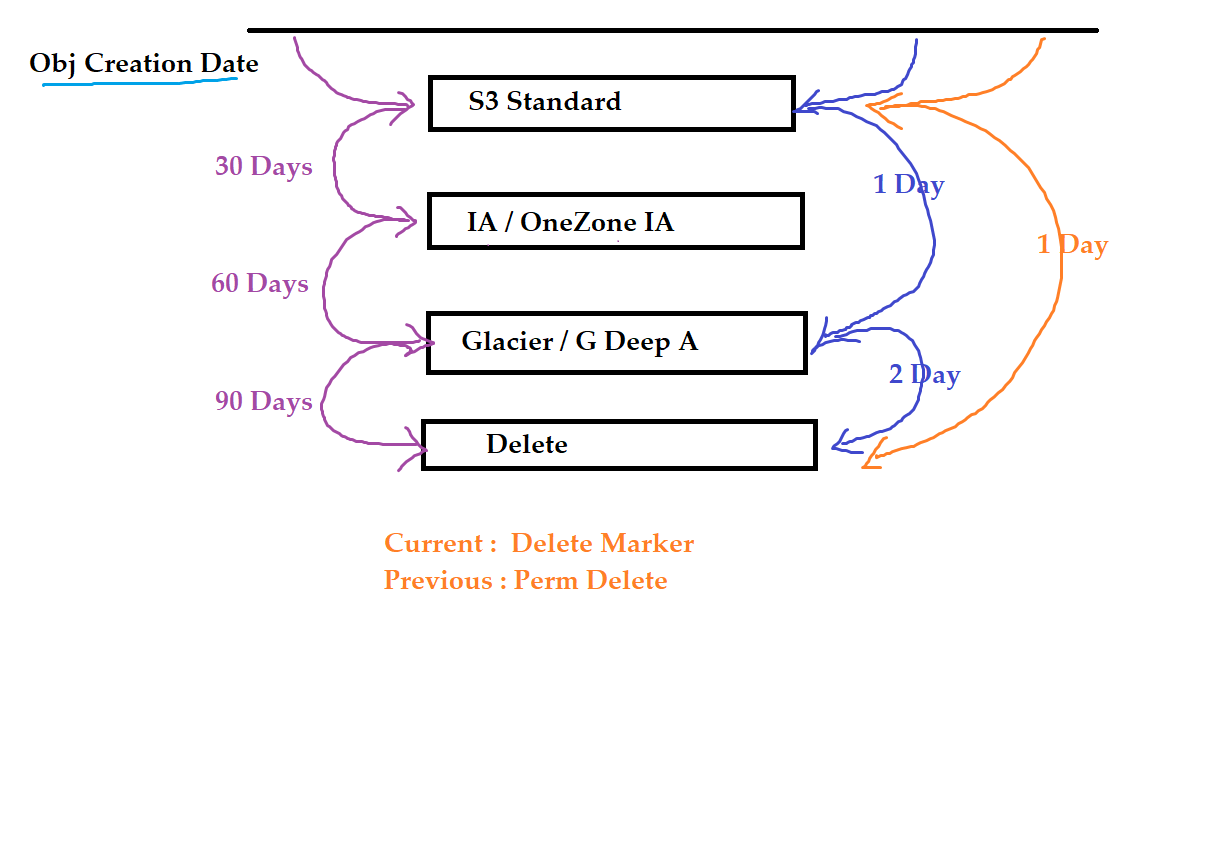 Obj Creation Date
S3 Standard
30 Days
1 Day
IA / OneZone IA
1 Day
60 Days
Glacier / G Deep A
2 Day
90 Days
Delete
Current : Delete Marker
Previous : Perm Delete